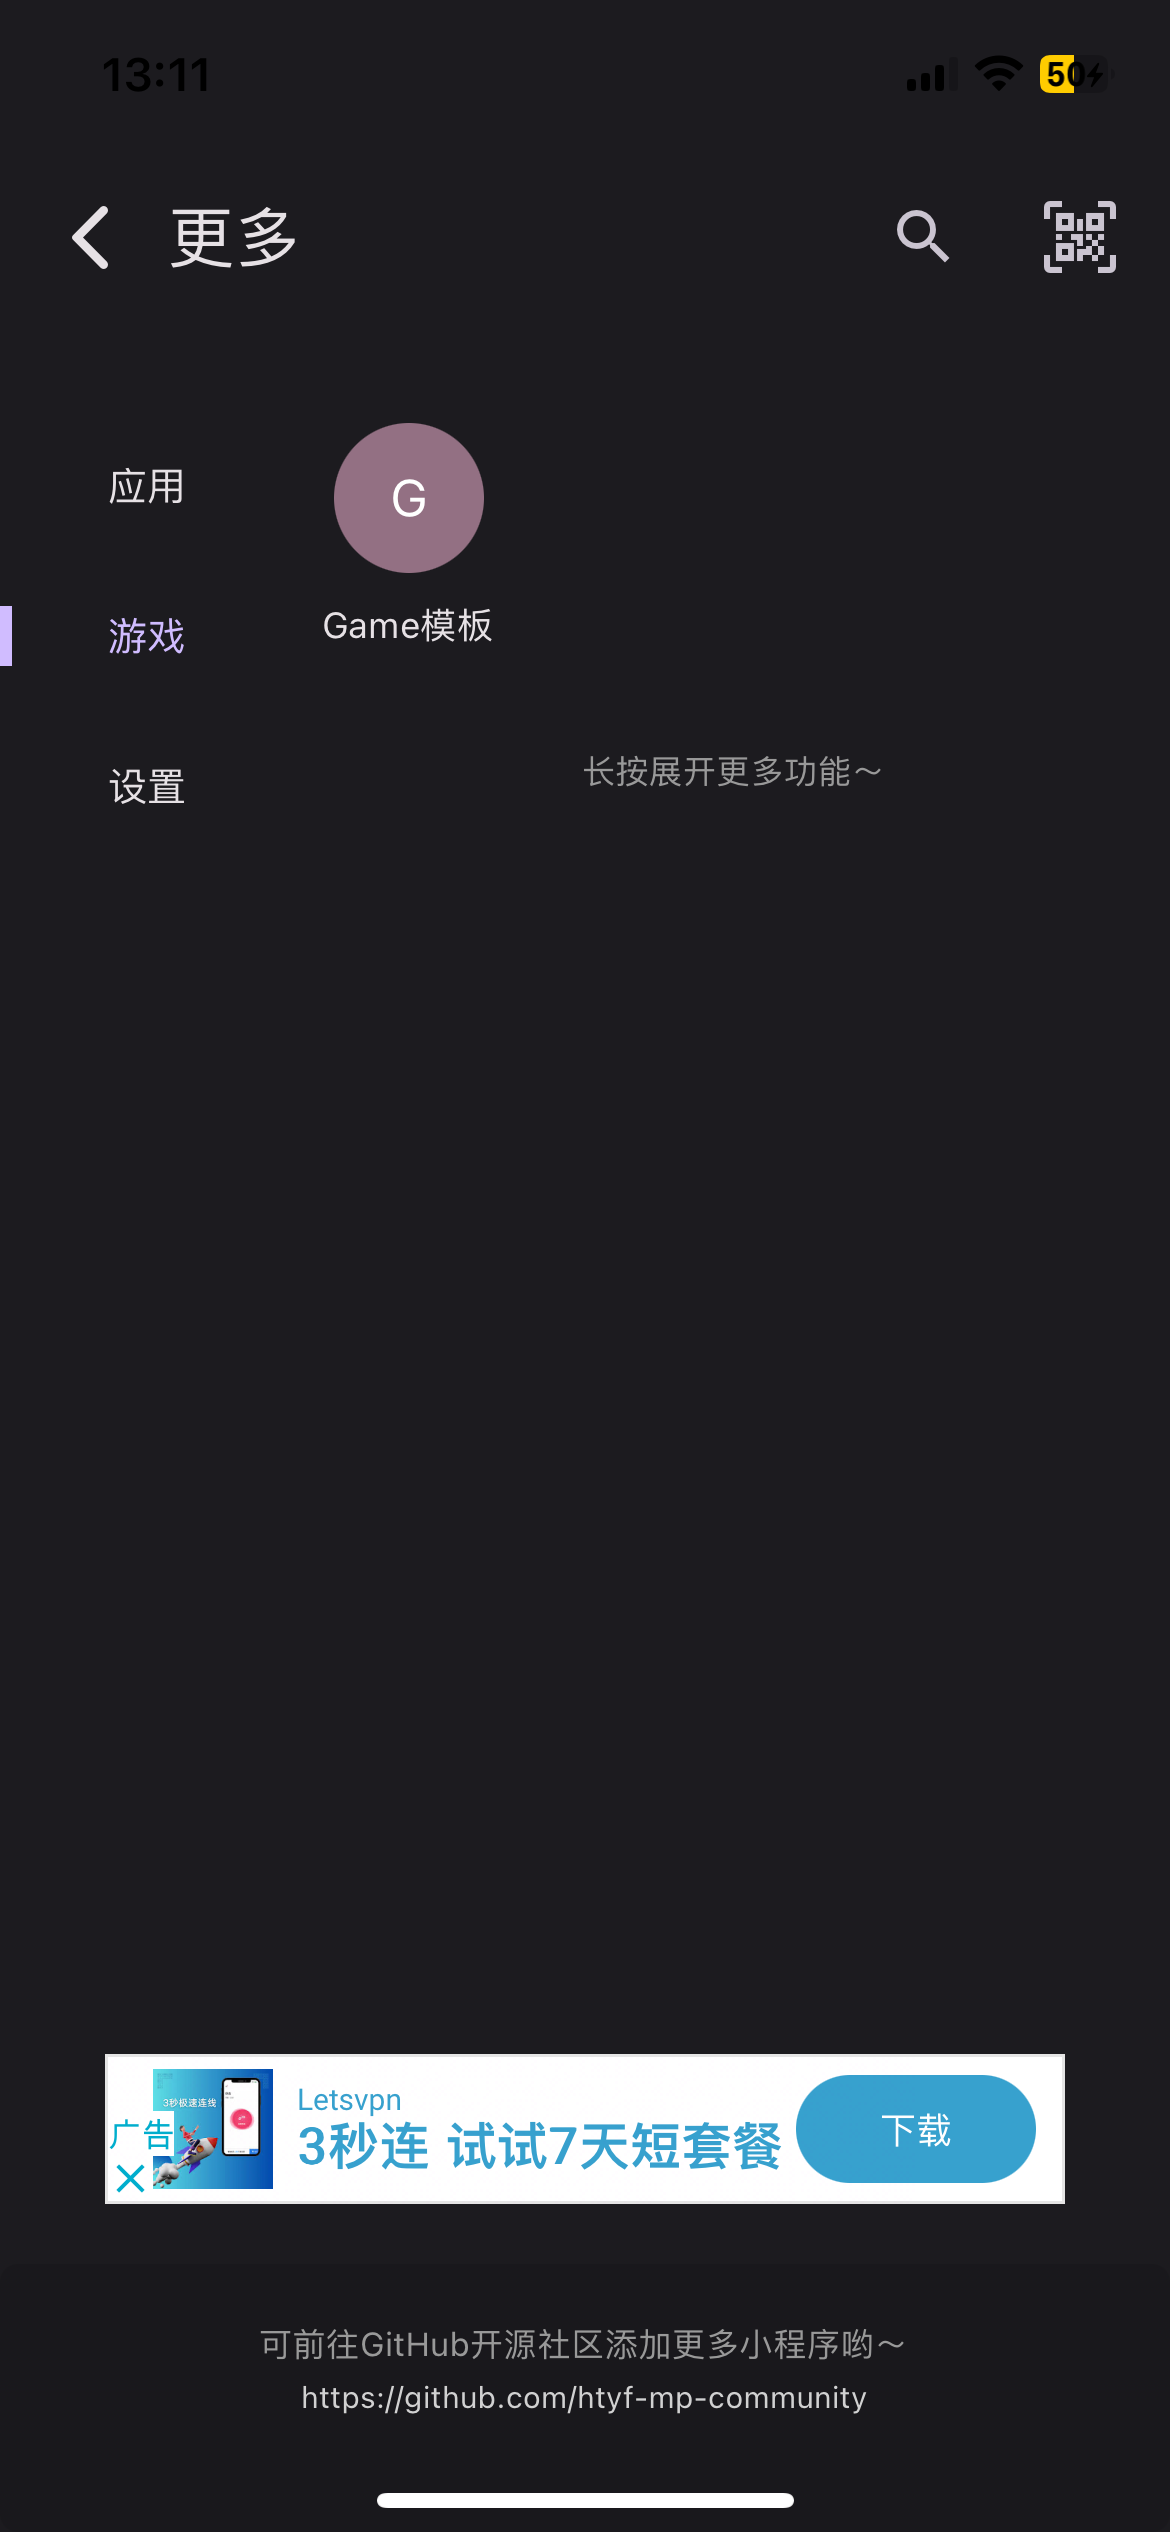 13:11
50
更多
应用
G
Game模板
游戏
设置
长按展开更多功能～
3秒极速连线
广告
Letsvpn
3秒连 试试7天短套餐
下载
可前往GitHub开源社区添加更多小程序哟～
https://github.com/htyf-mp-community